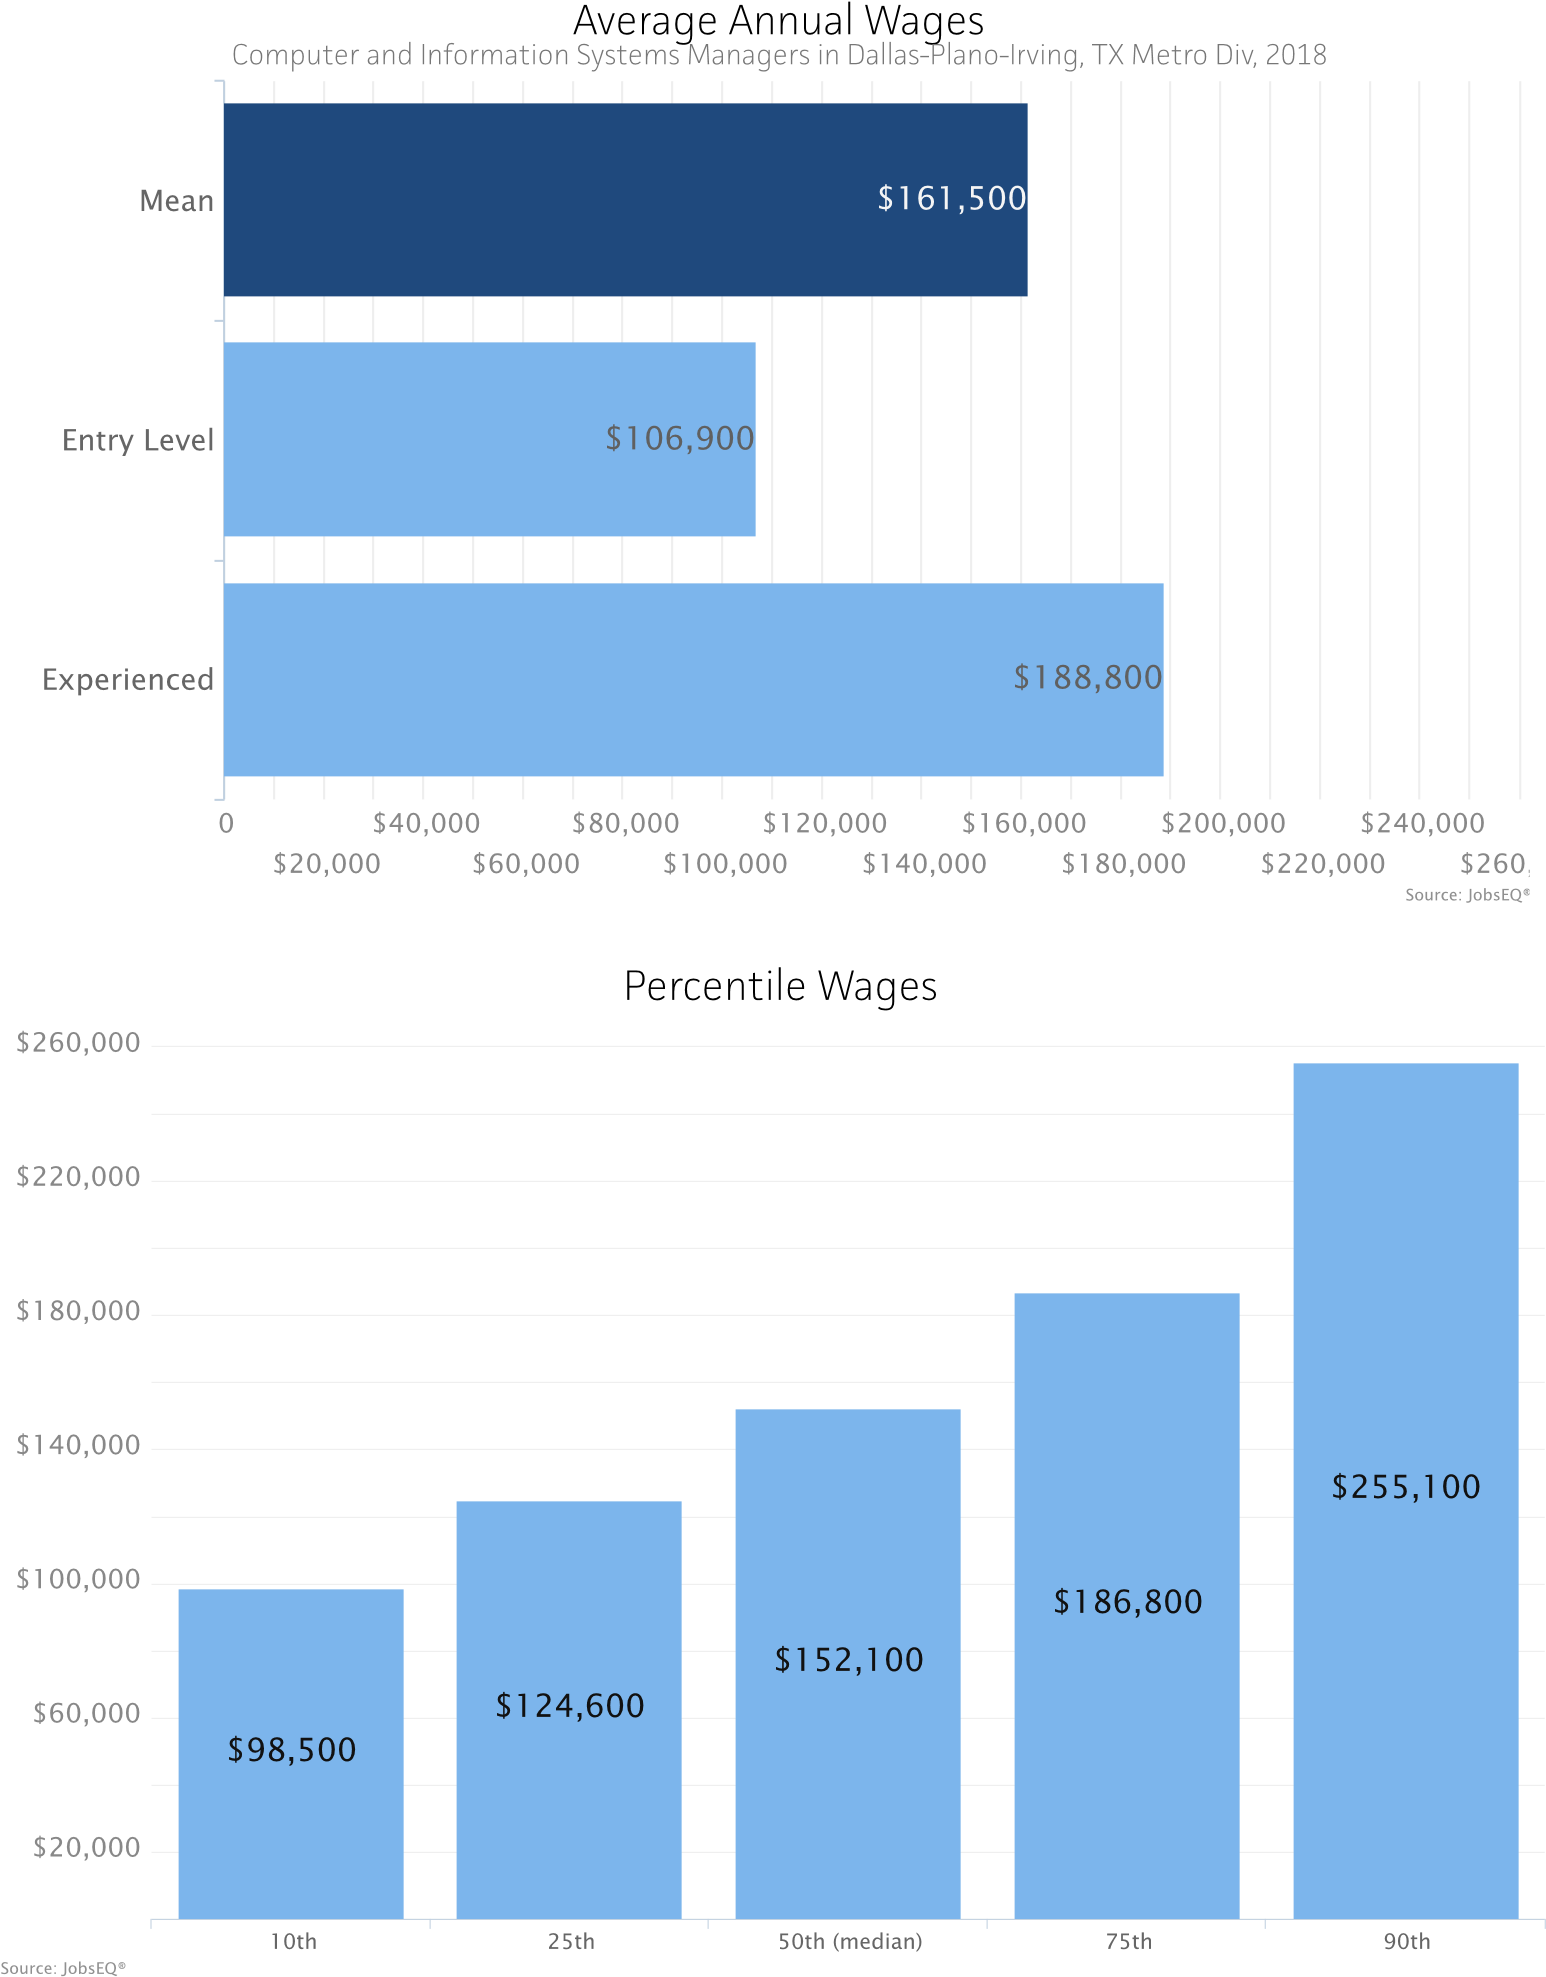 Average Annual Wages
Computer and Information Systems Managers in Dallas-Plano-Irving, TX Metro Div, 2018
Mean
$161,500
Entry Level
$106,900
Experienced
$188,800
0 $40,000 $80,000 $120,000 $160,000 $200,000 $240,000
$20,000 $60,000 $100,000 $140,000 $180,000 $220,000 $260,
Source: JobsEQ®
Percentile Wages
$260,000
$220,000
$180,000
$140,000
$100,000
$60,000
$20,000
$98,500
$124,600
$152,100
$186,800
$255,100
10th 25th 50th (median) 75th 90th
Source: JobsEQ®